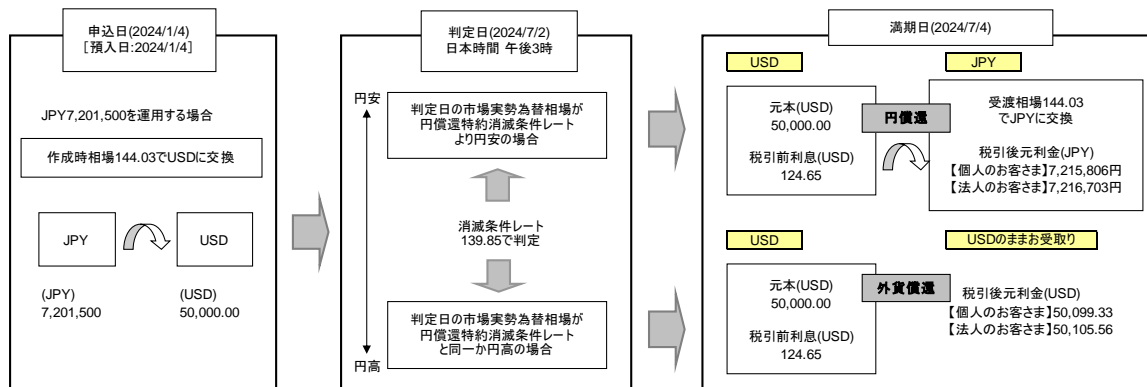 申込日(2024/1/4)
[預入日:2024/1/4]
JPY7,201,500を運用する場合
作成時相場144.03でUSDに交換
JPY
USD
(JPY)
7,201,500
(USD)
50,000.00
判定日(2024/7/2)
日本時間 午後3時
円安
判定日の市場実勢為替相場が
円償還特約消滅条件レート
より円安の場合
消滅条件レート
139.85で判定
判定日の市場実勢為替相場が
円償還特約消滅条件レート
と同一か円高の場合
円高
満期日(2024/7/4)
USD
JPY
元本(USD)
50,000.00
税引前利息(USD)
124.65
円償還
受渡相場144.03
でJPYに交換
税引後元利金(JPY)
【個人のお客さま】7,215,806円
【法人のお客さま】7,216,703円
USD
USDのままお受取り
元本(USD)
50,000.00
税引前利息(USD)
124.65
外貨償還
税引後元利金(USD)
【個人のお客さま】50,099.33
【法人のお客さま】50,105.56